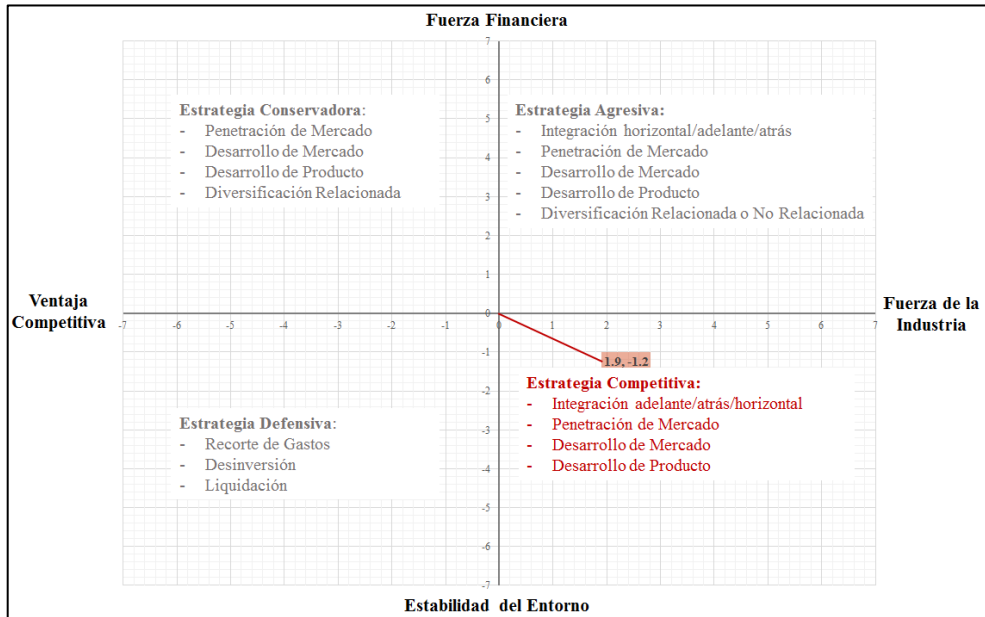 Fuerza Financiera
7
6
5
4
3
2
1
0
-1
-2
-3
-4
-5
-6
-7
Estrategia Conservadora:
- Penetración de Mercado
- Desarrollo de Mercado
- Desarrollo de Producto
- Diversificación Relacionada
Estrategia Agresiva:
- Integración horizontal/adelante/atrás
- Penetración de Mercado
- Desarrollo de Mercado
- Desarrollo de Producto
- Diversificación Relacionada o No Relacionada
Ventaja
Competitiva
-7 -6 -5 -4 -3 -2 -1 0 1 2 3 4 5 6 7
Fuerza de la
Industria
1.9, -1.2
Estrategia Defensiva:
- Recorte de Gastos
- Desinversión
- Liquidación
Estrategia Competitiva:
- Integración adelante/atrás/horizontal
- Penetración de Mercado
- Desarrollo de Mercado
- Desarrollo de Producto
Estabilidad del Entorno